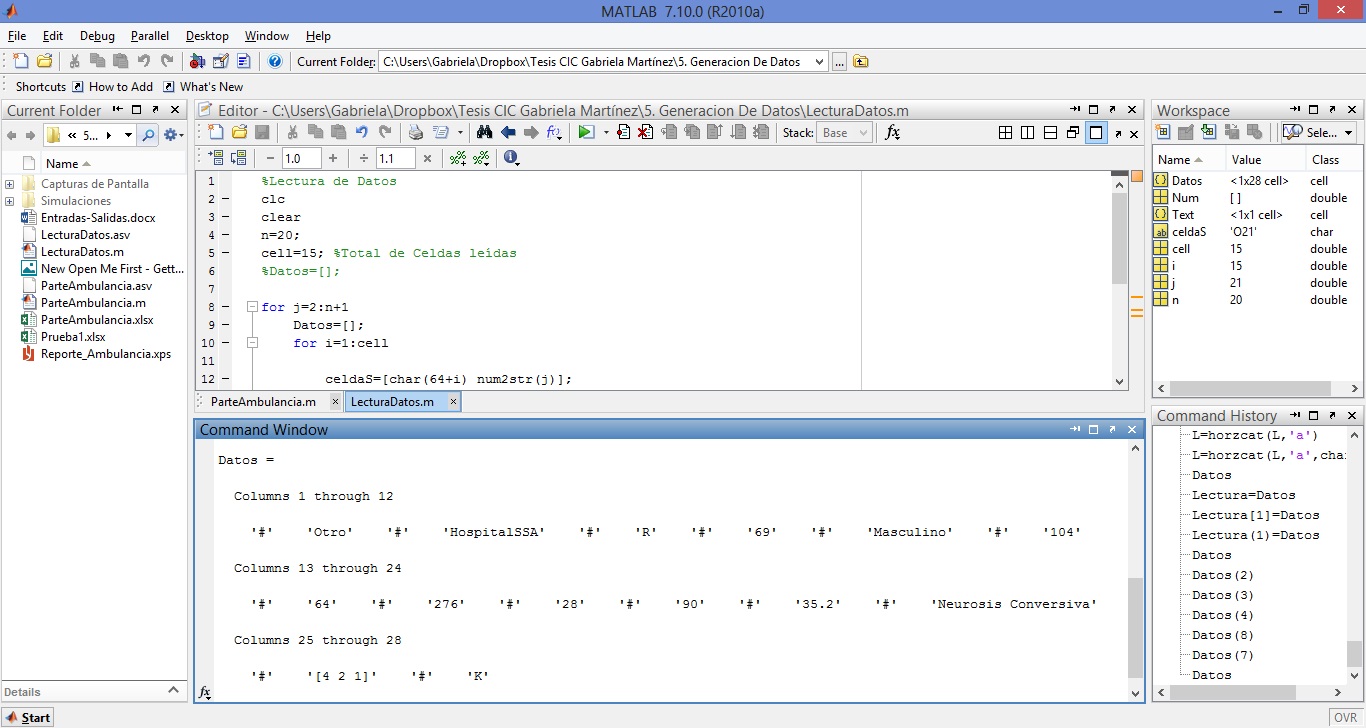 MATLAB 7.10.0 (R2010a)
File Edit Debug Parallel Desktop Window Help
Current Folder: C:\Users\Gabriela\Dropbox\Tesis CIC Gabriela Martínez\5. Generacion De Datos ...
Shortcuts How to Add What's New
Current Folder
« 5...
Name
Capturas de Pantalla
Simulaciones
Entradas-Salidas.docx
LecturaDatos.asv
LecturaDatos.m
New Open Me First - Gett...
ParteAmbulancia.asv
ParteAmbulancia.m
ParteAmbulancia.xlsx
Prueba1.xlsx
Reporte_Ambulancia.xps
Details
Editor - C:\Users\Gabriela\Dropbox\Tesis CIC Gabriela Martínez\5. Generacion De Datos\LecturaDatos.m
Stack: Base fx
- 1.0 + ÷ 1.1 ×
1 %Lectura de Datos
2 - clc
3 - clear
4 - n=20;
5 - cell=15; %Total de Celdas leídas
6 %Datos=[];
7
8 - for j=2:n+1
9 - Datos=[];
10 - for i=1:cell
11
12 - celdaS=[char(64+i) num2str(j)];
ParteAmbulancia.m × LecturaDatos.m ×
Command Window
Datos =
Columns 1 through 12
'#' 'Otro' '#' 'HospitalSSA' '#' 'R' '#' '69' '#' 'Masculino' '#' '104'
Columns 13 through 24
'#' '64' '#' '276' '#' '28' '#' '90' '#' '35.2' '#' 'Neurosis Conversiva'
Columns 25 through 28
'#' '[4 2 1]' '#' 'K'
fx
Workspace
Sele...
Name Value Class
Datos <1x28 cell> cell
Num [ ] double
Text <1x1 cell> cell
celdaS 'O21' char
cell 15 double
i 15 double
j 21 double
n 20 double
Command History
L=horzcat(L,'a')
L=horzcat(L,'a',cha
Datos
Lectura=Datos
Lectura[1]=Datos
Lectura(1)=Datos
Datos
Datos(2)
Datos(3)
Datos(4)
Datos(8)
Datos(7)
Datos
Start
OVR